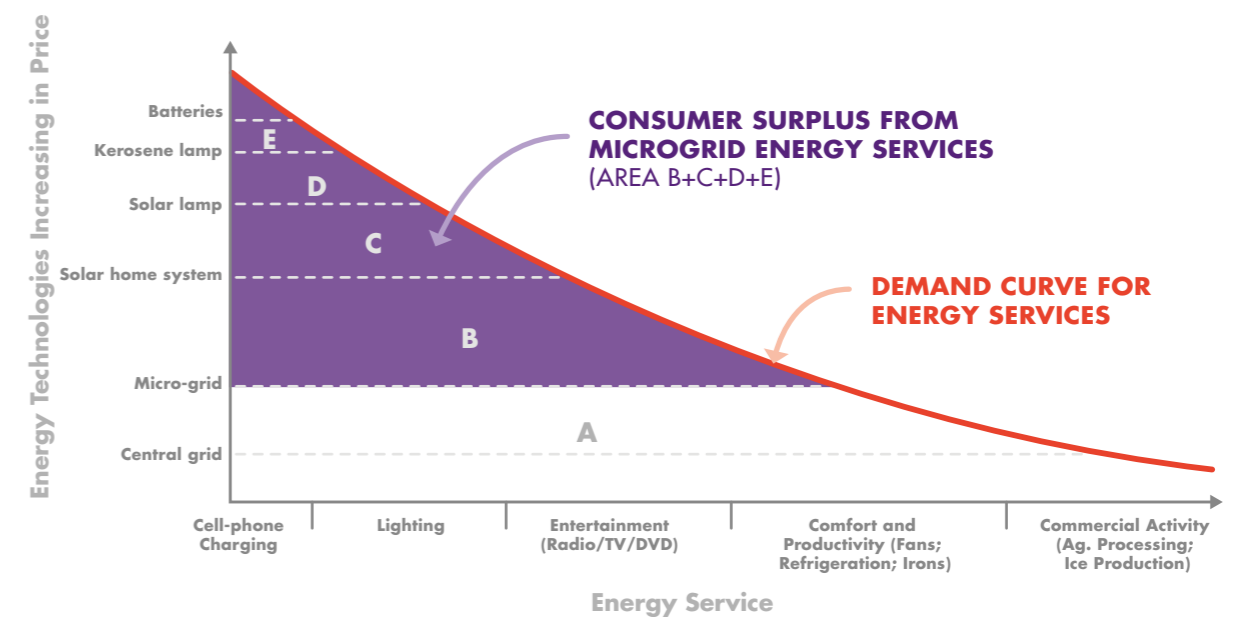 Energy Technologies Increasing in Price
Batteries
Kerosene lamp
Solar lamp
Solar home system
Micro-grid
Central grid
E
D
C
B
A
CONSUMER SURPLUS FROM
MICROGRID ENERGY SERVICES
(AREA B+C+D+E)
DEMAND CURVE FOR
ENERGY SERVICES
Cell-phone
Charging
Lighting
Entertainment
(Radio/TV/DVD)
Comfort and
Productivity (Fans;
Refrigeration; Irons)
Commercial Activity
(Ag. Processing;
Ice Production)
Energy Service